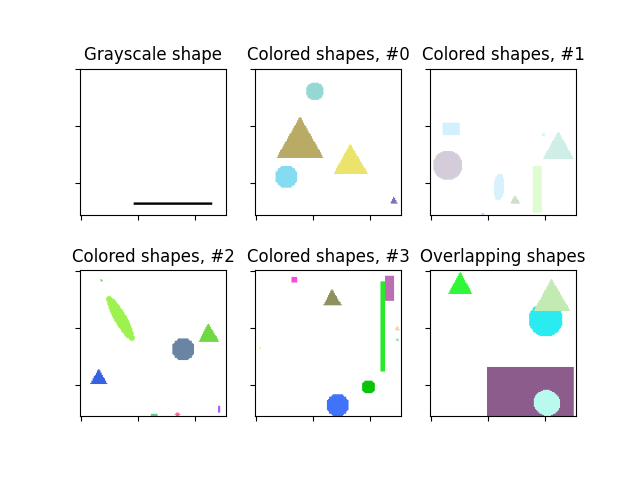 Grayscale shape
Colored shapes, #0
Colored shapes, #1
Colored shapes, #2
Colored shapes, #3
Overlapping shapes